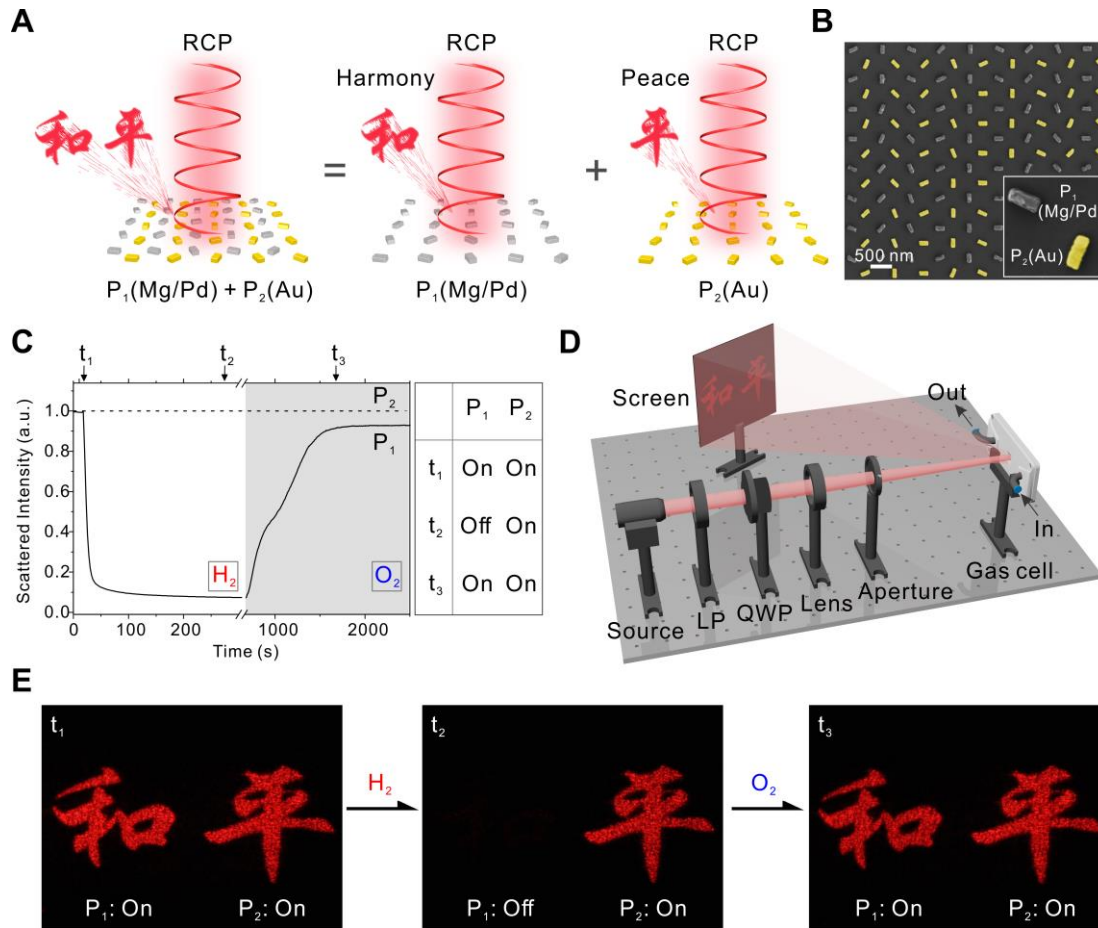 A
RCP
和 平
P₁(Mg/Pd) + P₂(Au)
=
Harmony
RCP
和
P₁(Mg/Pd)
+
Peace
RCP
平
P₂(Au)
B
500 nm
P₁
(Mg/Pd)
P₂(Au)
C
t₁ t₂ t₃
Scattered Intensity (a.u.)
1.0
0.8
0.6
0.4
0.2
0.0
P₂
P₁
H₂
O₂
0 100 200 1000 2000
Time (s)
P₁ P₂
t₁ On On
t₂ Off On
t₃ On On
D
Screen
和 平
Out
In
Source
LP
QWP
Lens
Aperture
Gas cell
E
t₁
和 平
P₁: On P₂: On
H₂
t₂
和 平
P₁: Off P₂: On
O₂
t₃
和 平
P₁: On P₂: On